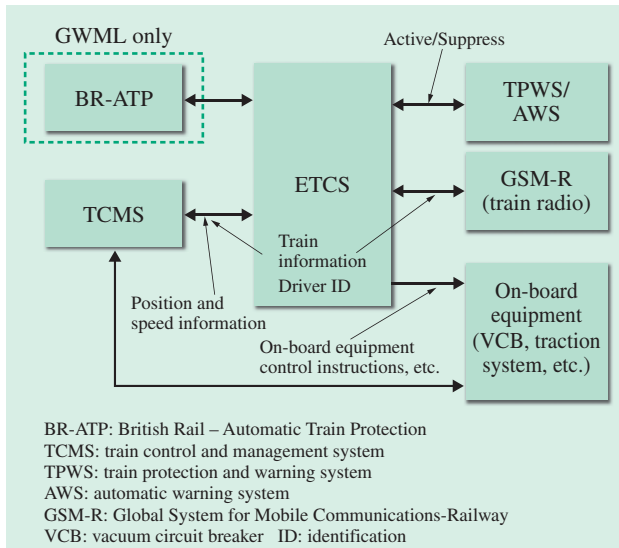 GWML only
BR-ATP
Active/Suppress
TPWS/
AWS
ETCS
GSM-R
(train radio)
TCMS
Train
information
Driver ID
Position and
speed information
On-board equipment
control instructions, etc.
On-board
equipment
(VCB, traction
system, etc.)
BR-ATP: British Rail – Automatic Train Protection
TCMS: train control and management system
TPWS: train protection and warning system
AWS: automatic warning system
GSM-R: Global System for Mobile Communications-Railway
VCB: vacuum circuit breaker ID: identification